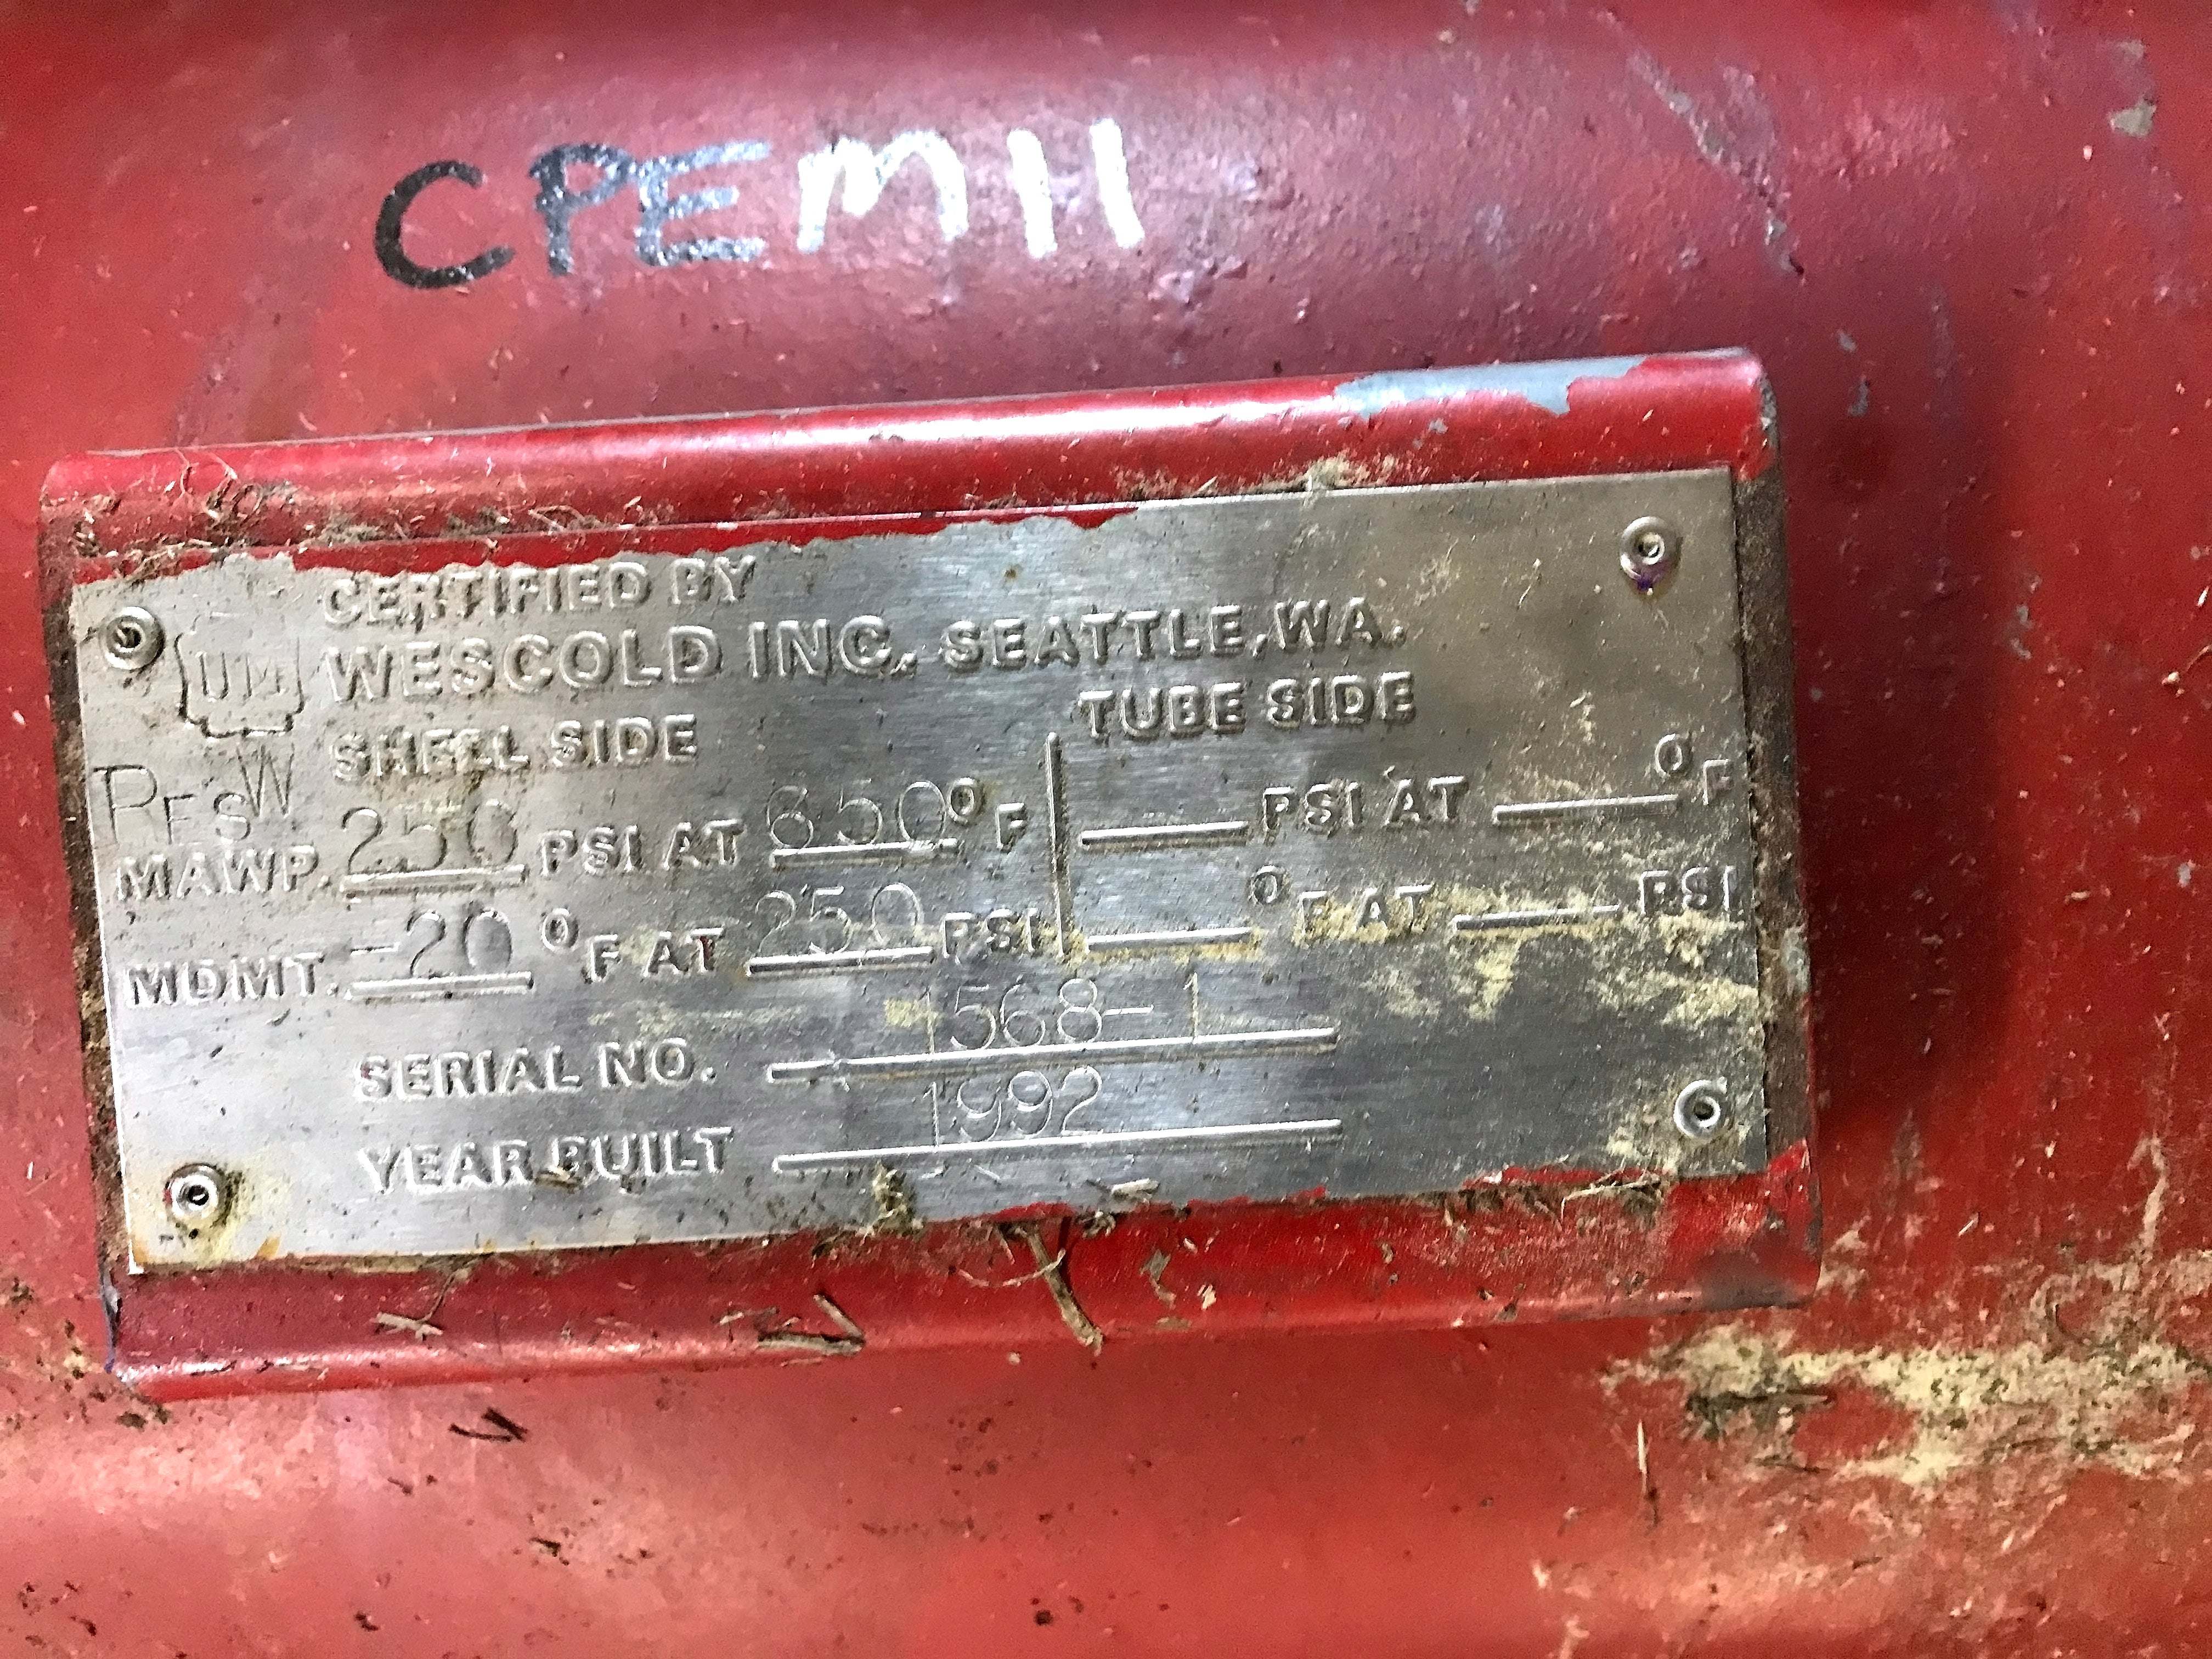 CPEM11
CERTIFIED BY
UM WESCOLD INC. SEATTLE, WA.
SHELL SIDE TUBE SIDE
RFSW
MAWP. 250 PSI AT 650 °F PSI AT °F
MDMT. -20 °F AT 250 PSI °F AT PSI
SERIAL NO. 1568-1
YEAR BUILT 1992